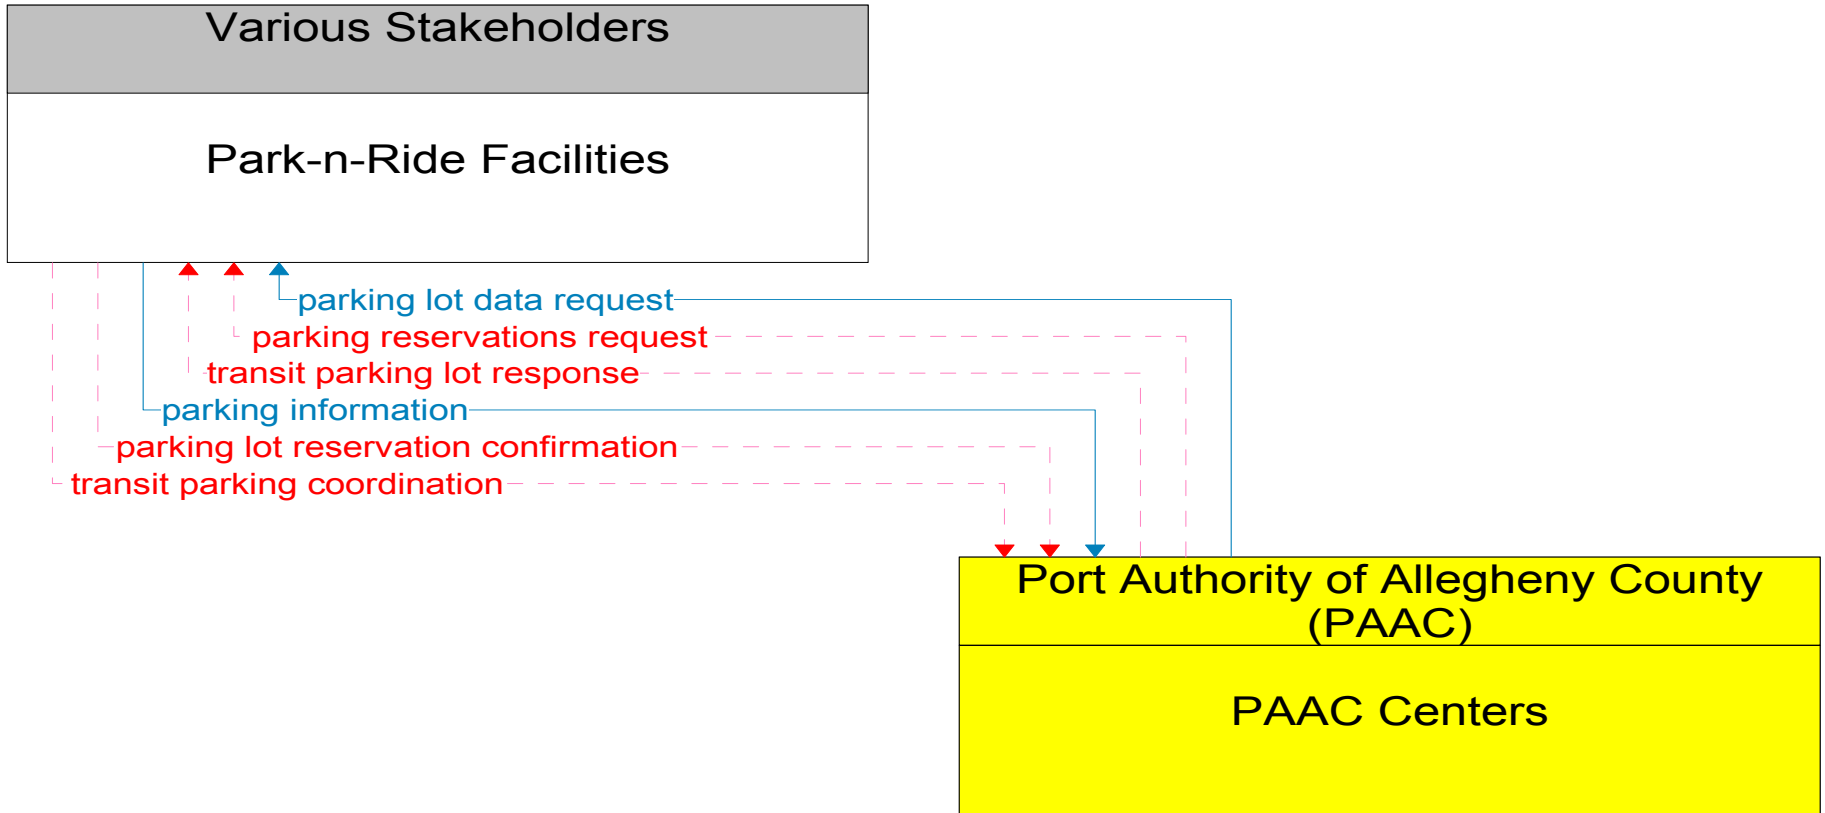 Various Stakeholders
Park-n-Ride Facilities
parking lot data request
parking reservations request
transit parking lot response
parking information
parking lot reservation confirmation
transit parking coordination
Port Authority of Allegheny County
(PAAC)
PAAC Centers